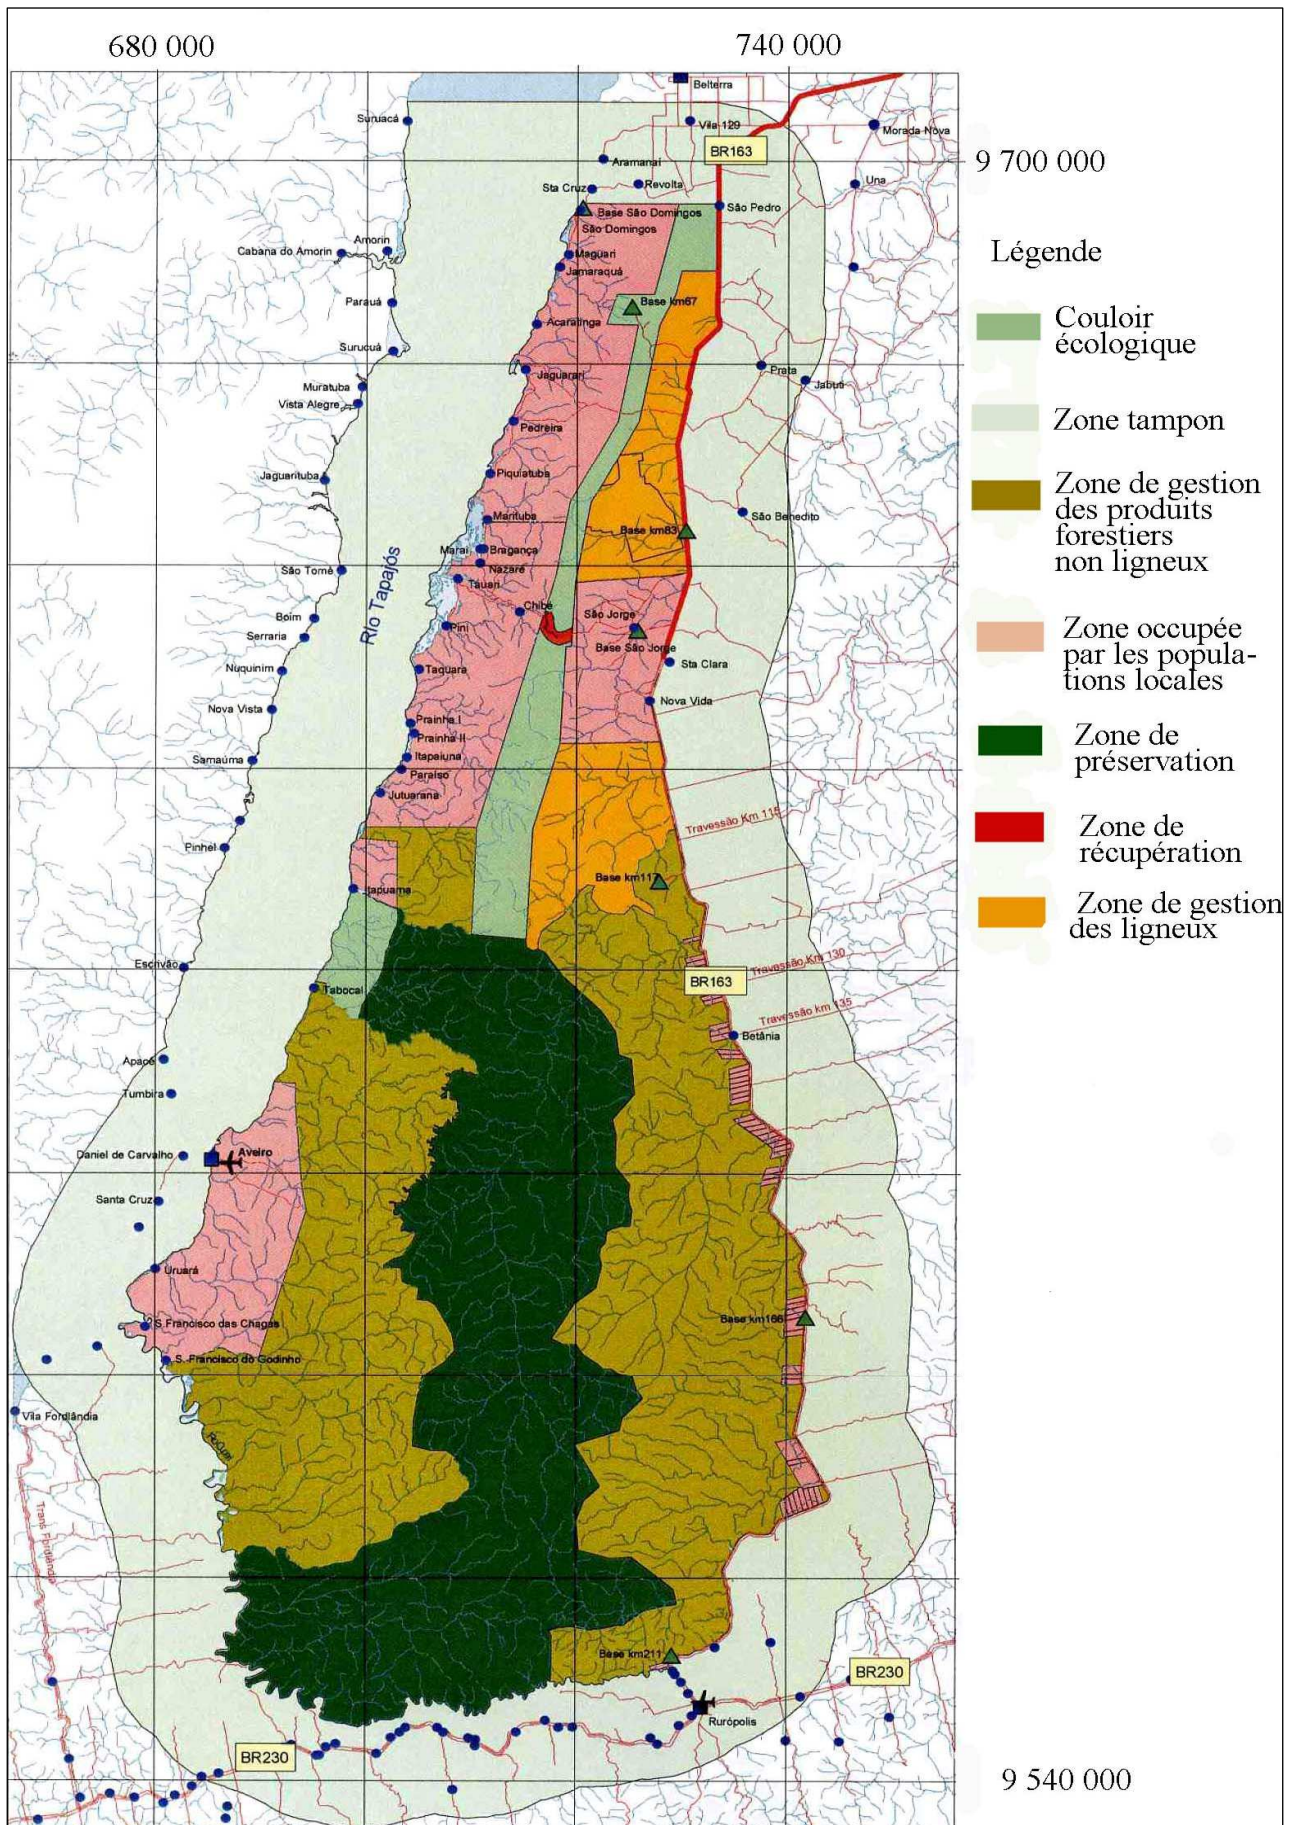 680 000
740 000
Belterra
Suruacá
Vila 129
Morada Nova
BR163
9 700 000
Aramanaí
Sta Cruz
Revolta
Una
Base São Domingos
São Pedro
São Domingos
Amorin
Cabana do Amorin
Maguari
Légende
Jamaraquá
Parauá
Base km67
Couloir
écologique
Acaratinga
Surucuá
Jaguarari
Prata
Jabuti
Muratuba
Vista Alegre
Zone tampon
Pedreira
Jaguarituba
Piquiatuba
Zone de gestion
des produits
forestiers
non ligneux
Marituba
São Benedito
Base km83
Marai
Bragança
Nazaré
São Tomé
Tauari
Rio Tapajós
Chibé
Boim
São Jorge
Pini
Serraria
Base São Jorge
Zone occupée
par les popula-
tions locales
Nuquinim
Taquara
Sta Clara
Nova Vista
Nova Vida
Prainha I
Prainha II
Zone de
préservation
Samaúma
Itapaiuna
Paraíso
Jutuarana
Travessão Km 115
Zone de
récupération
Pinhel
Itapuama
Base km117
Zone de gestion
des ligneux
Escrivão
Travessão Km 130
BR163
Tabocal
Travessão km 135
Betânia
Apacê
Tumbira
Daniel de Carvalho
Aveiro
Santa Cruz
Uruará
S Francisco das Chagas
Base km166
S. Francisco do Godinho
Vila Fordlândia
Trans Fordlândia
Base km211
BR230
Rurópolis
BR230
9 540 000